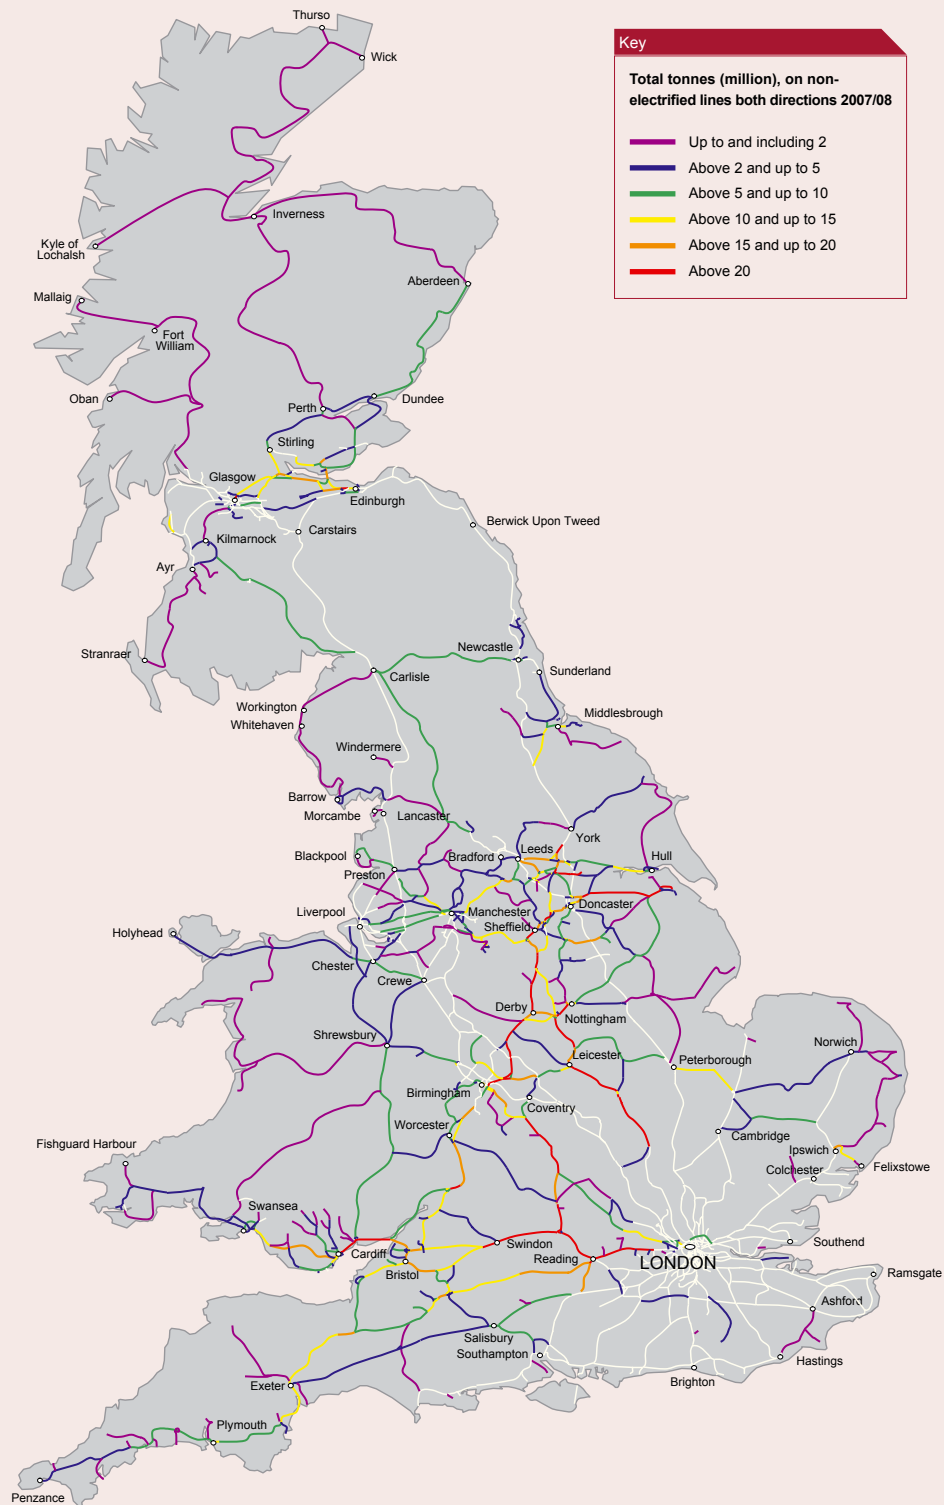 Key
Total tonnes (million), on non-
electrified lines both directions 2007/08
Up to and including 2
Above 2 and up to 5
Above 5 and up to 10
Above 10 and up to 15
Above 15 and up to 20
Above 20
Thurso
Wick
Inverness
Kyle of
Lochalsh
Aberdeen
Mallaig
Fort
William
Oban
Perth
Dundee
Stirling
Glasgow
Edinburgh
Berwick Upon Tweed
Carstairs
Kilmarnock
Ayr
Stranraer
Newcastle
Sunderland
Carlisle
Workington
Whitehaven
Middlesbrough
Windermere
Barrow
Morcambe
Lancaster
York
Blackpool
Bradford
Leeds
Hull
Preston
Liverpool
Manchester
Doncaster
Sheffield
Holyhead
Chester
Crewe
Derby
Nottingham
Shrewsbury
Leicester
Peterborough
Norwich
Birmingham
Coventry
Worcester
Cambridge
Ipswich
Felixstowe
Colchester
Fishguard Harbour
Swansea
Cardiff
Swindon
Southend
Bristol
Reading
LONDON
Ramsgate
Ashford
Salisbury
Southampton
Hastings
Brighton
Exeter
Plymouth
Penzance